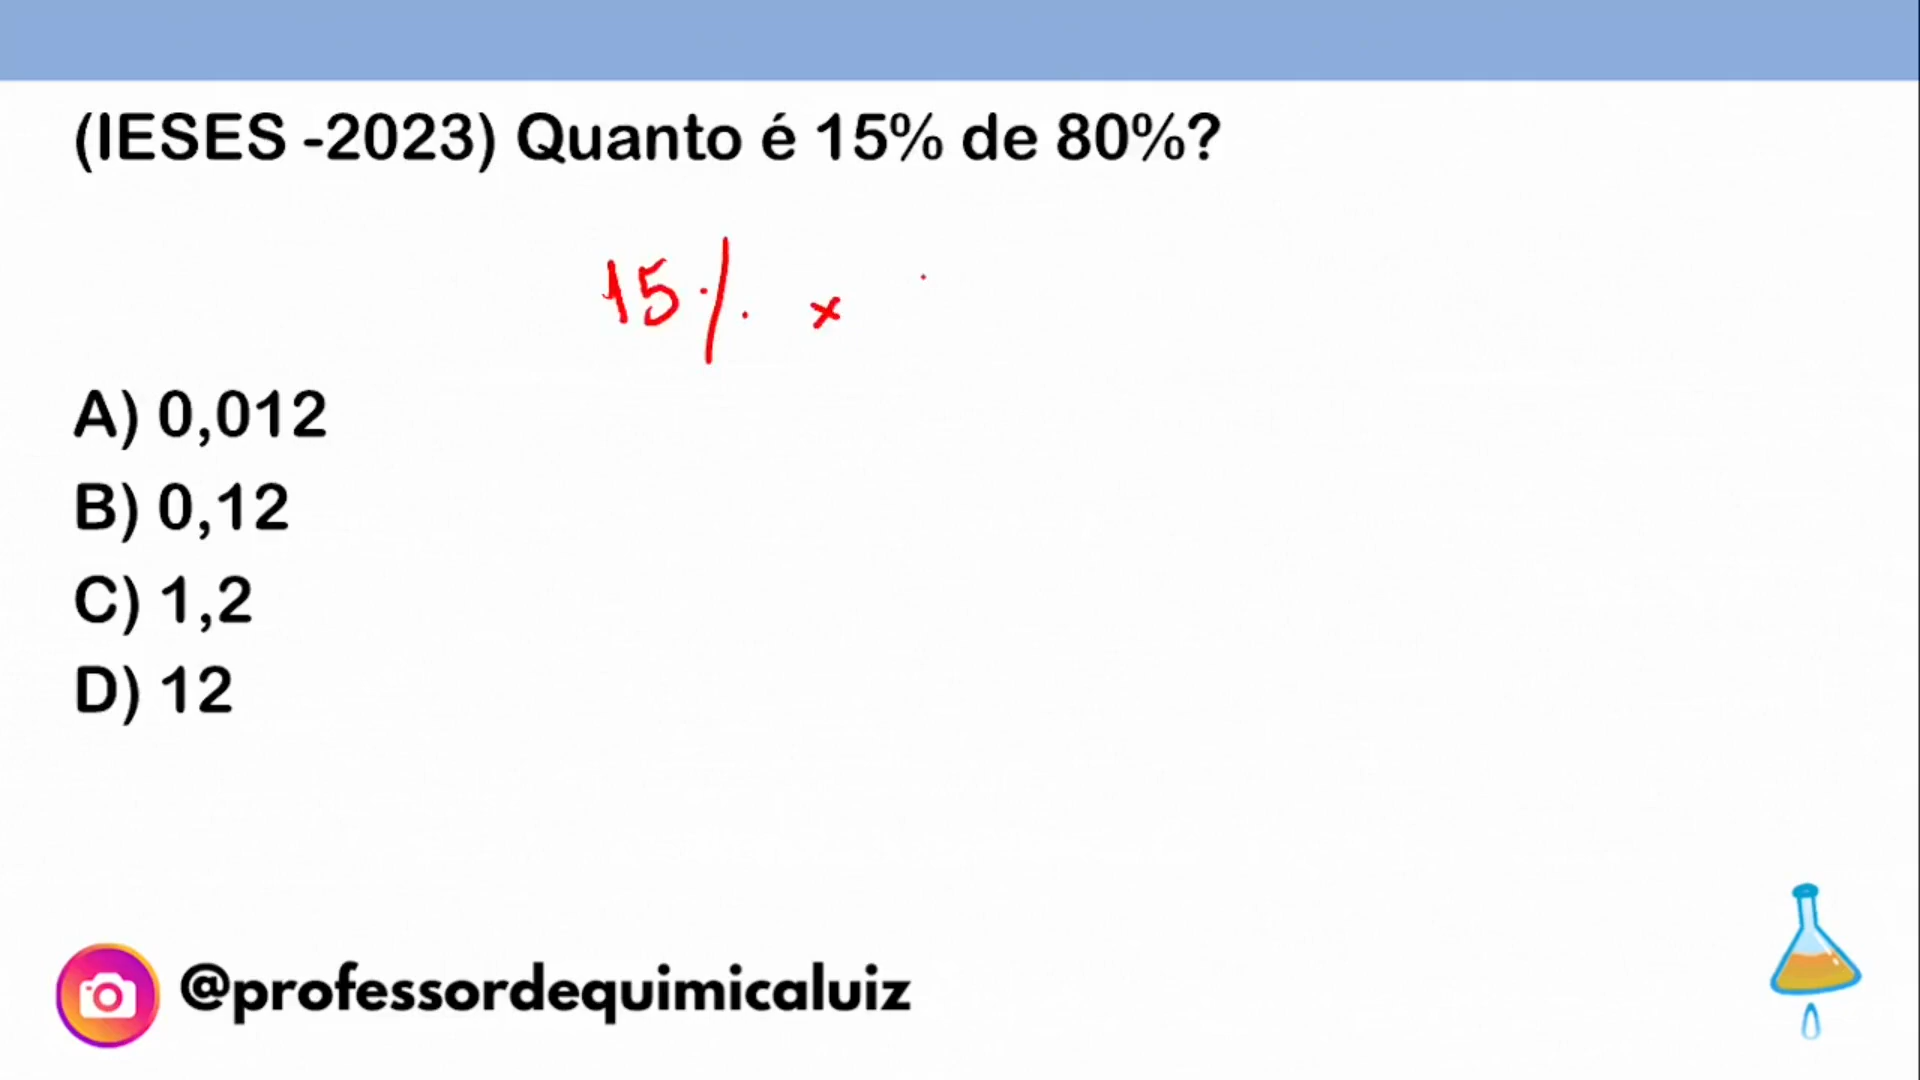 (IESES -2023) Quanto é 15% de 80%?
15% x
A) 0,012
B) 0,12
C) 1,2
D) 12
@professordequimicaluiz